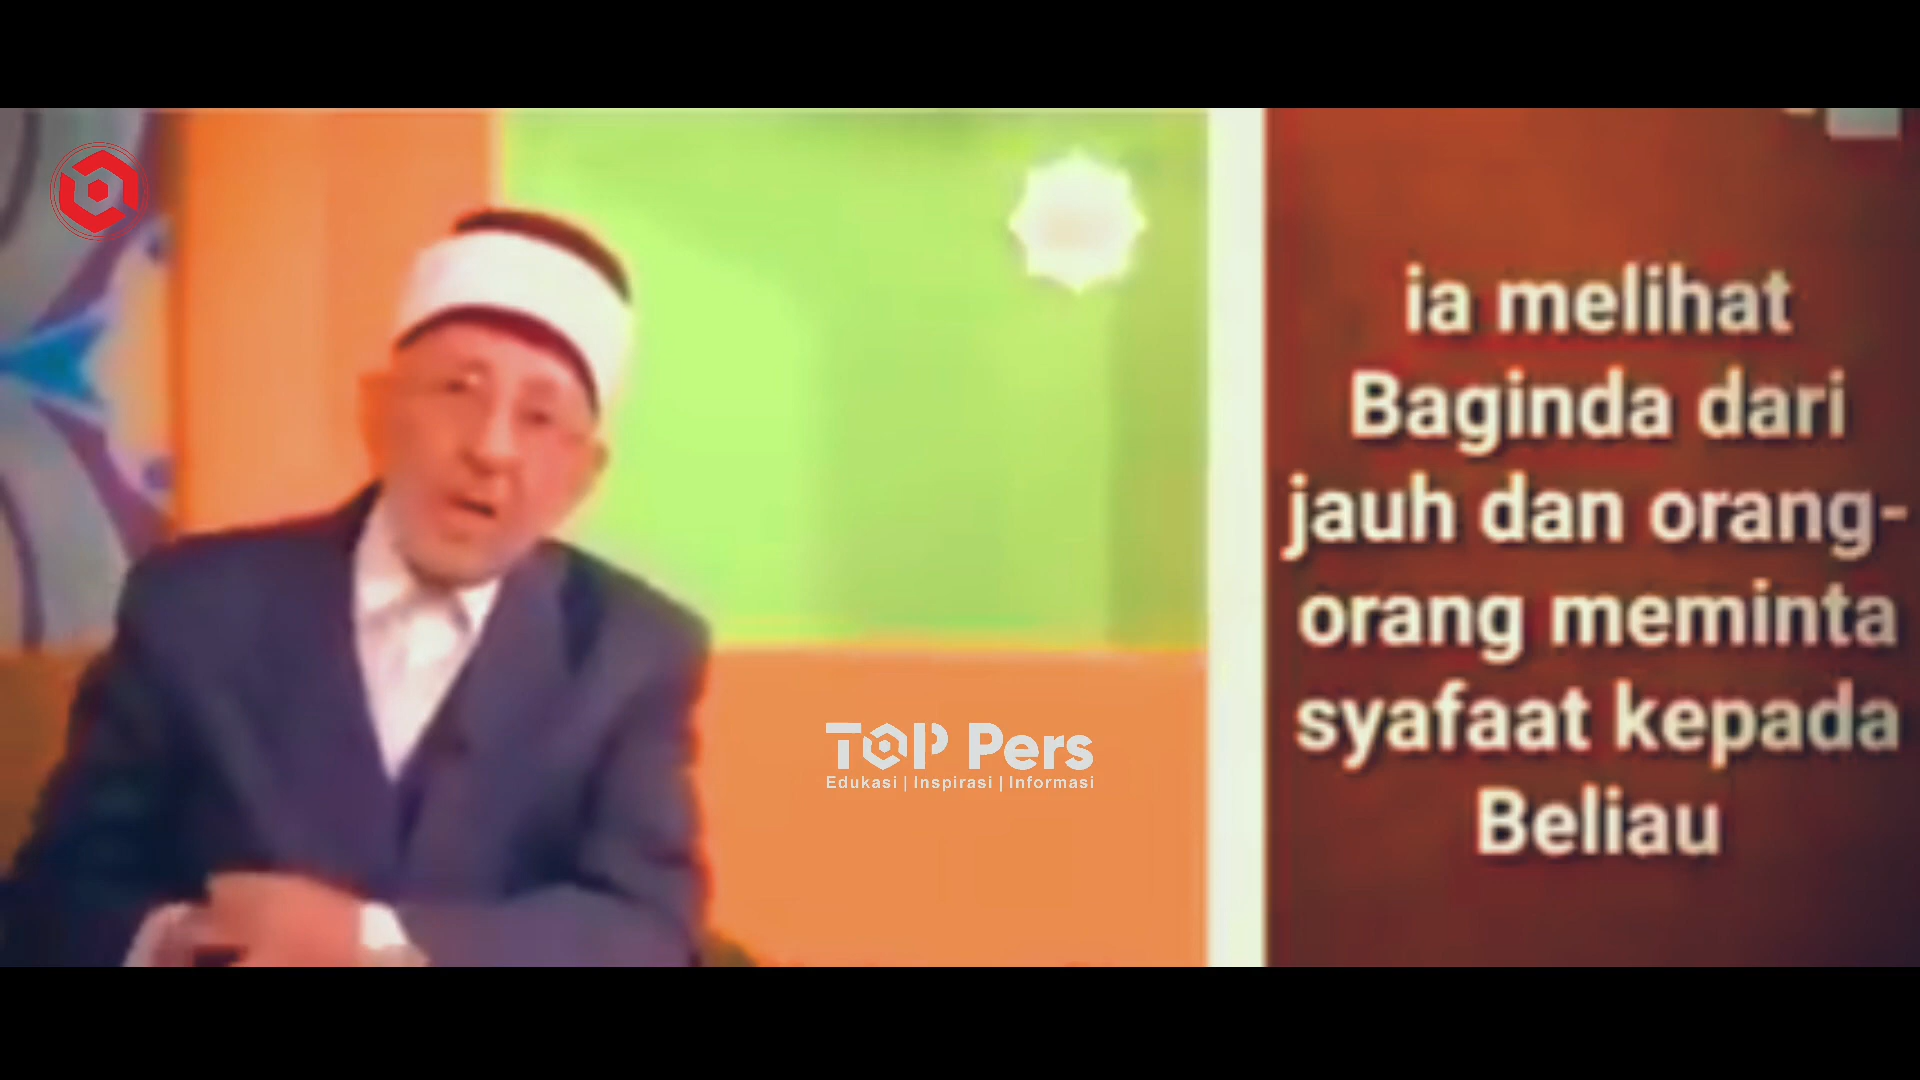 ia melihat
Baginda dari
jauh dan orang-
orang meminta
syafaat kepada
Beliau
TOP Pers
Edukasi | Inspirasi | Informasi